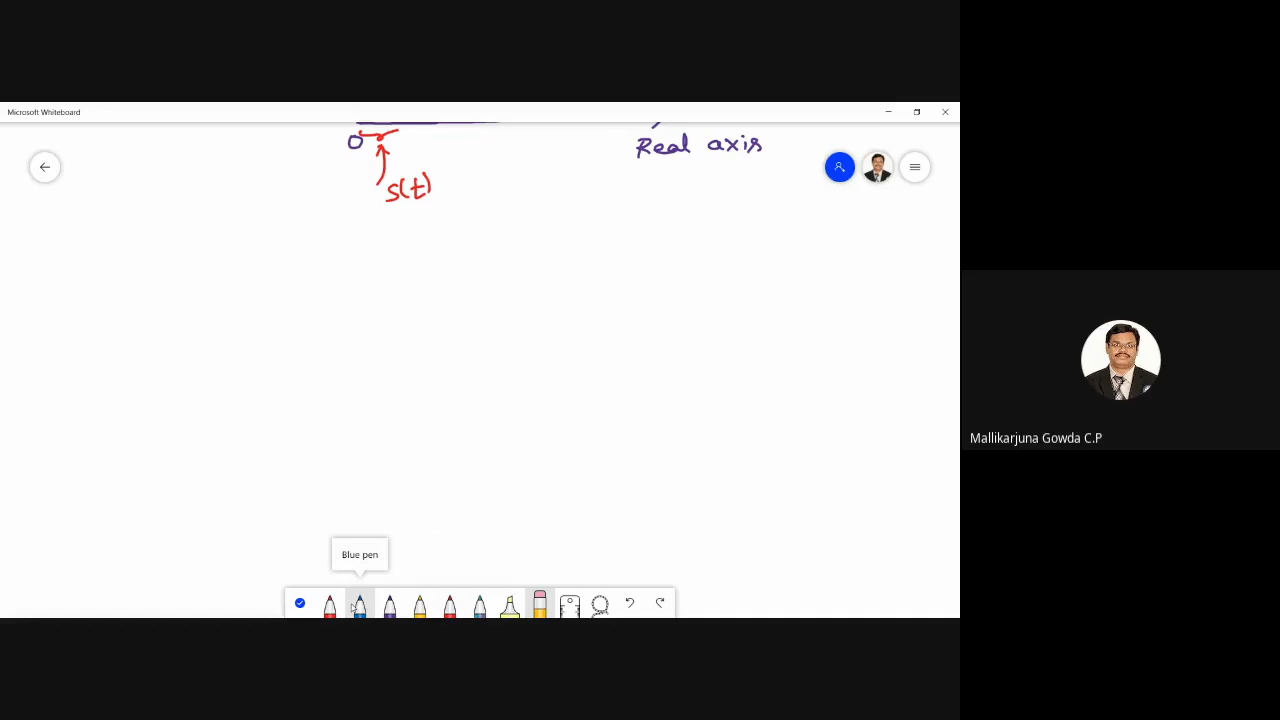 Microsoft Whiteboard
0
Real axis
s(t)
Mallikarjuna Gowda C.P
Blue pen